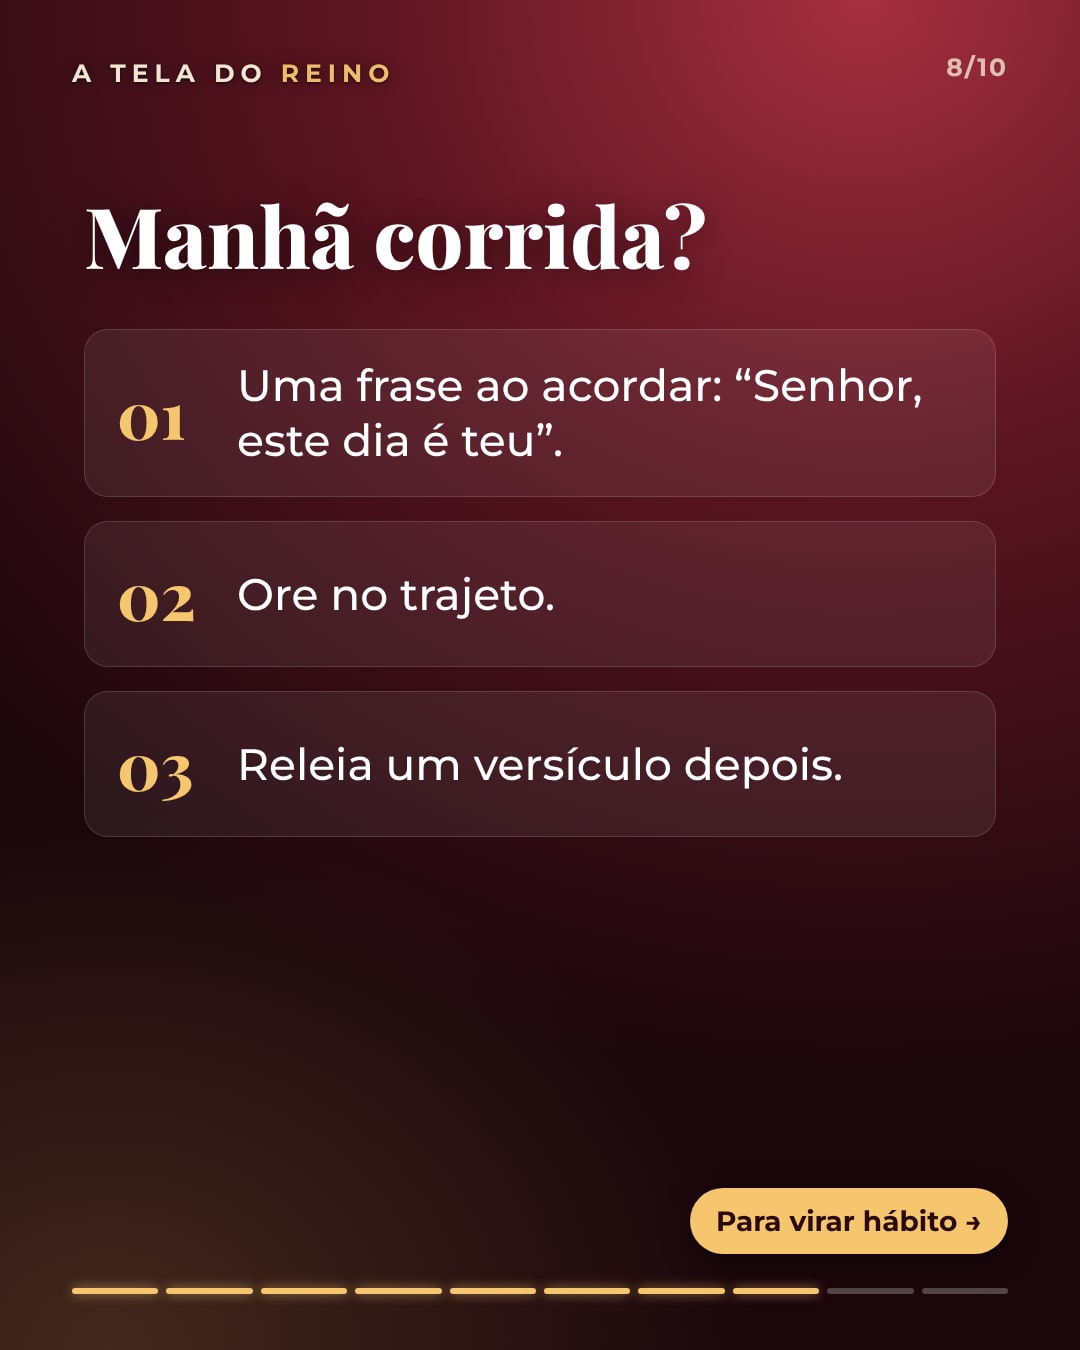 A TELA DO REINO
8/10
Manhã corrida?
01
Uma frase ao acordar: “Senhor,
este dia é teu”.
02
Ore no trajeto.
03
Releia um versículo depois.
Para virar hábito →